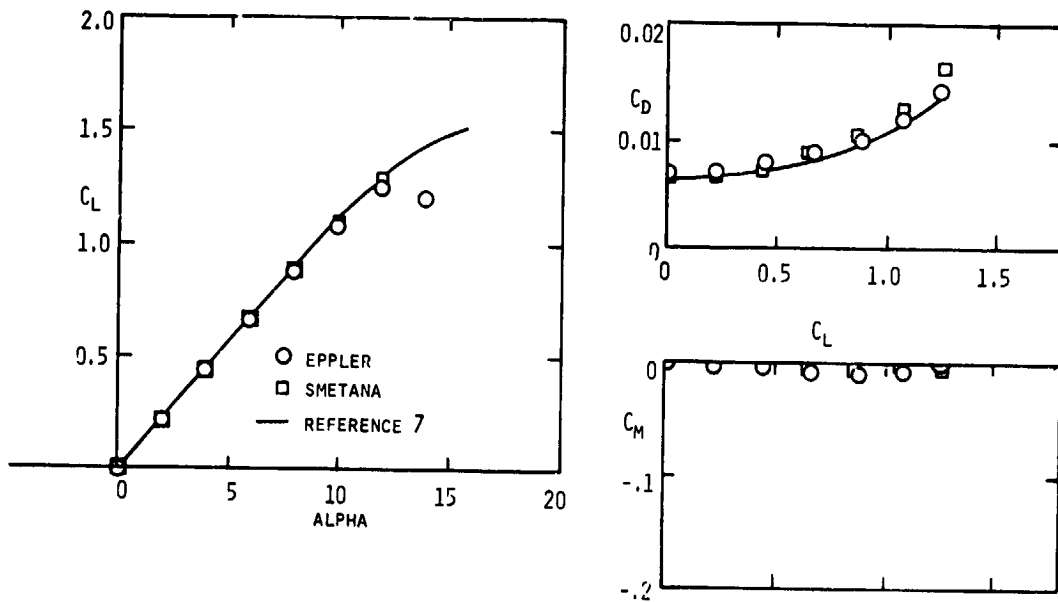 2.0
1.5
C_L
1.0
0.5
0
5
10
15
20
ALPHA
○ EPPLER
□ SMETANA
— REFERENCE 7
0.02
C_D
0.01
0
0
0.5
1.0
1.5
C_L
0
C_M
-.1
-.2